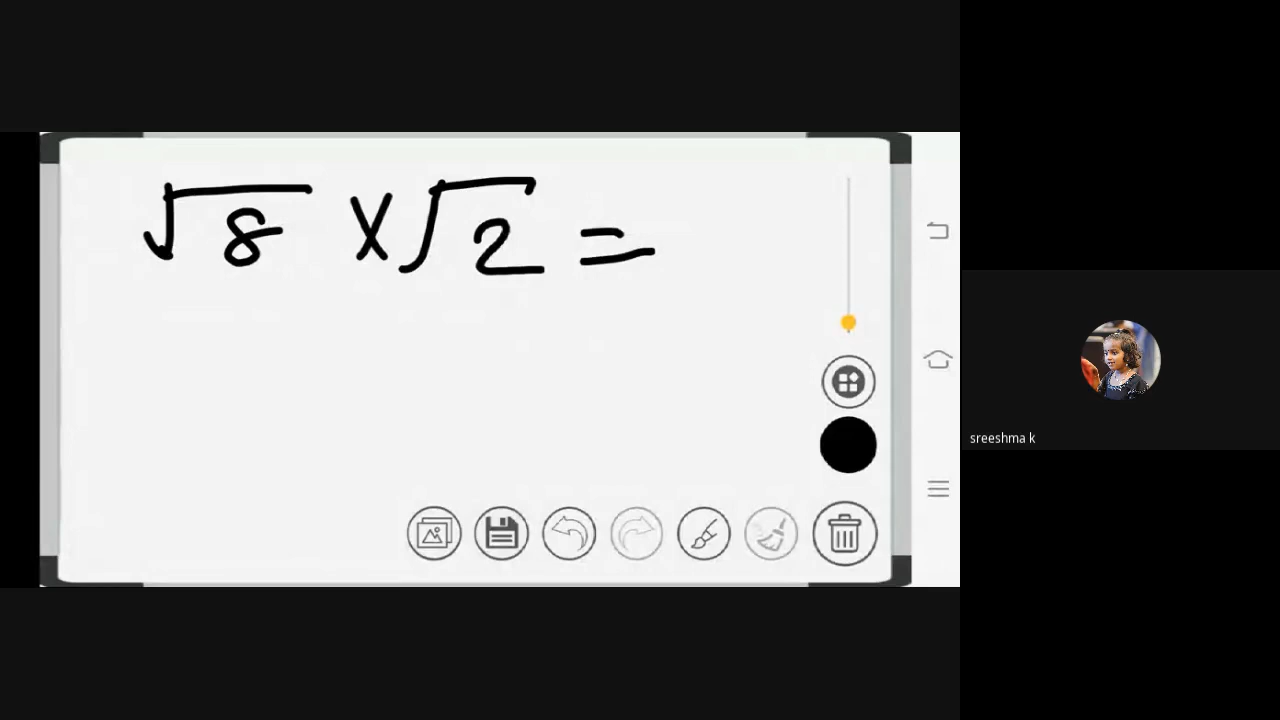 √8 X √2 =
sreeshma k